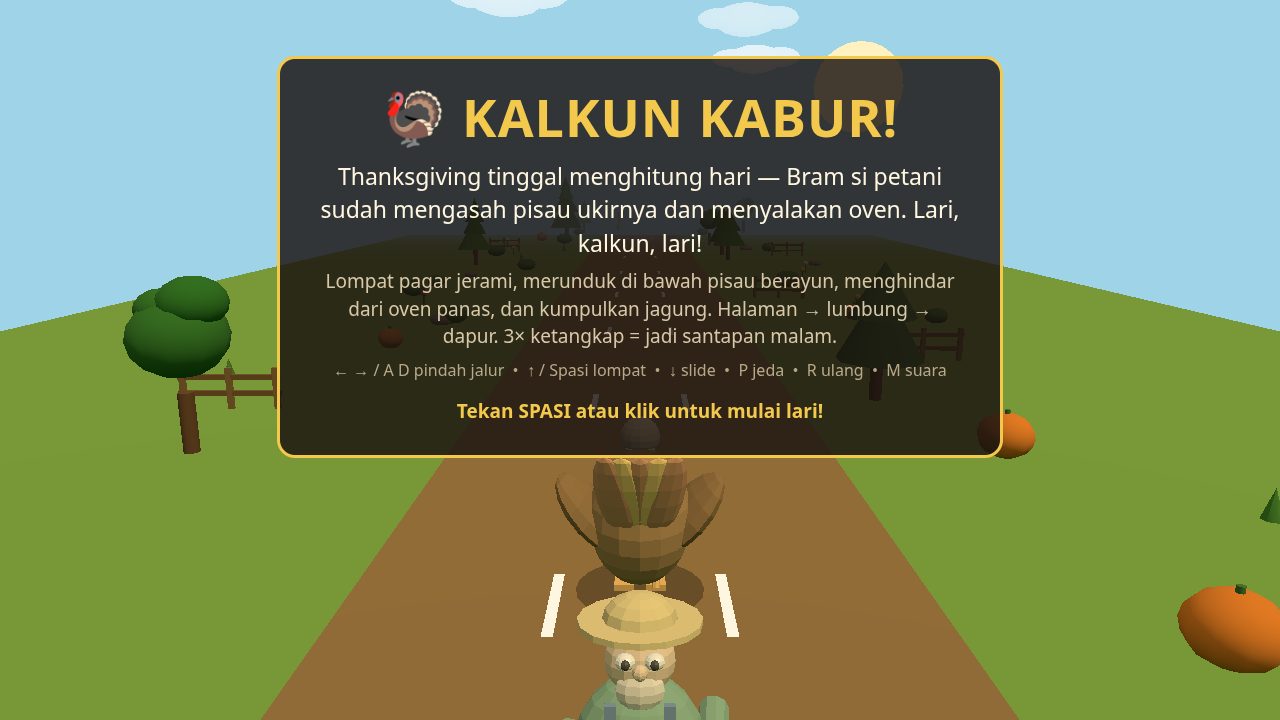 KALKUN KABUR!
Thanksgiving tinggal menghitung hari — Bram si petani
sudah mengasah pisau ukirnya dan menyalakan oven. Lari,
kalkun, lari!
Lompat pagar jerami, merunduk di bawah pisau berayun, menghindar
dari oven panas, dan kumpulkan jagung. Halaman → lumbung →
dapur. 3× ketangkap = jadi santapan malam.
← → / A D pindah jalur • ↑ / Spasi lompat • ↓ slide • P jeda • R ulang • M suara
Tekan SPASI atau klik untuk mulai lari!